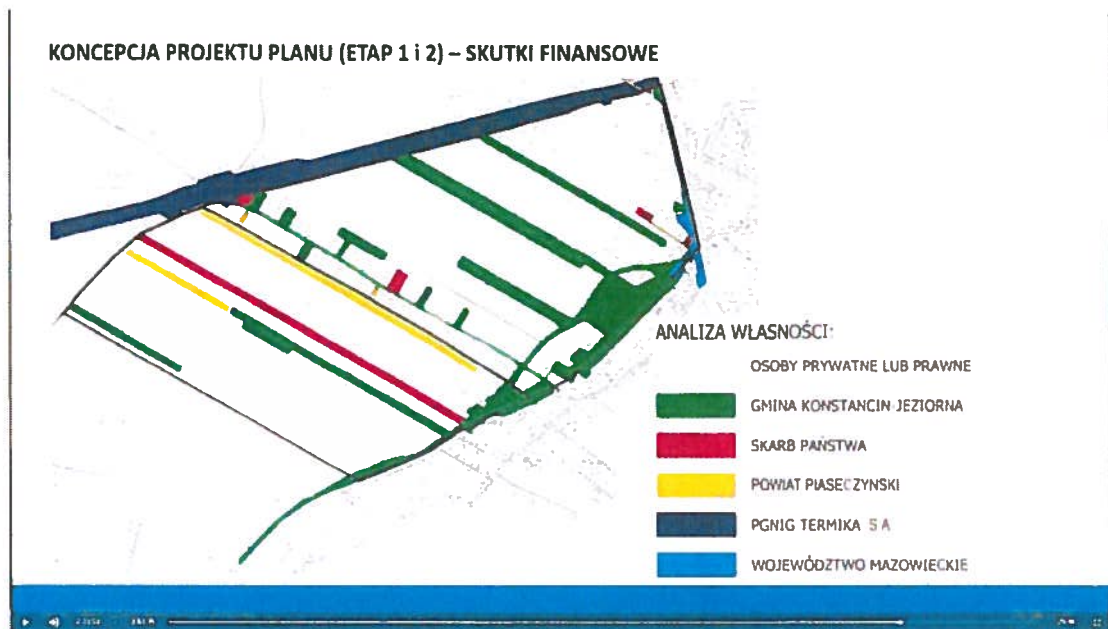 KONCEPCJA PROJEKTU PLANU (ETAP 1 i 2) – SKUTKI FINANSOWE
ANALIZA WŁASNOŚCI:
OSOBY PRYWATNE LUB PRAWNE
GMINA KONSTANCIN-JEZIORNA
SKARB PAŃSTWA
POWIAT PIASECZYNSKI
PGNIG TERMIKA S A
WOJEWÓDZTWO MAZOWIECKIE